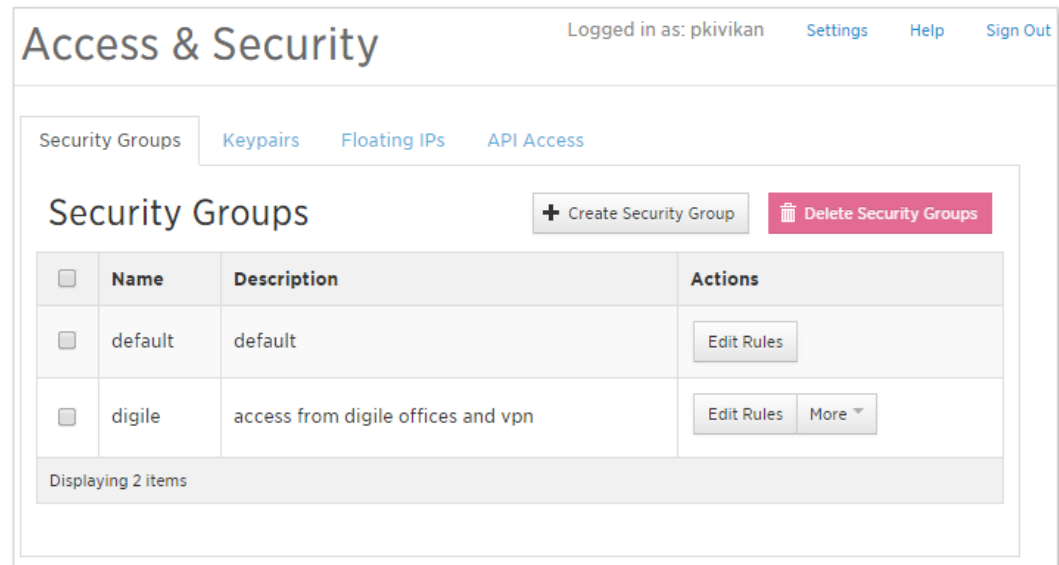 Access & Security
Logged in as: pkivikan Settings Help Sign Out
Security Groups Keypairs Floating IPs API Access
Security Groups
Create Security Group Delete Security Groups
Name Description Actions
default default Edit Rules
digile access from digile offices and vpn Edit Rules More
Displaying 2 items